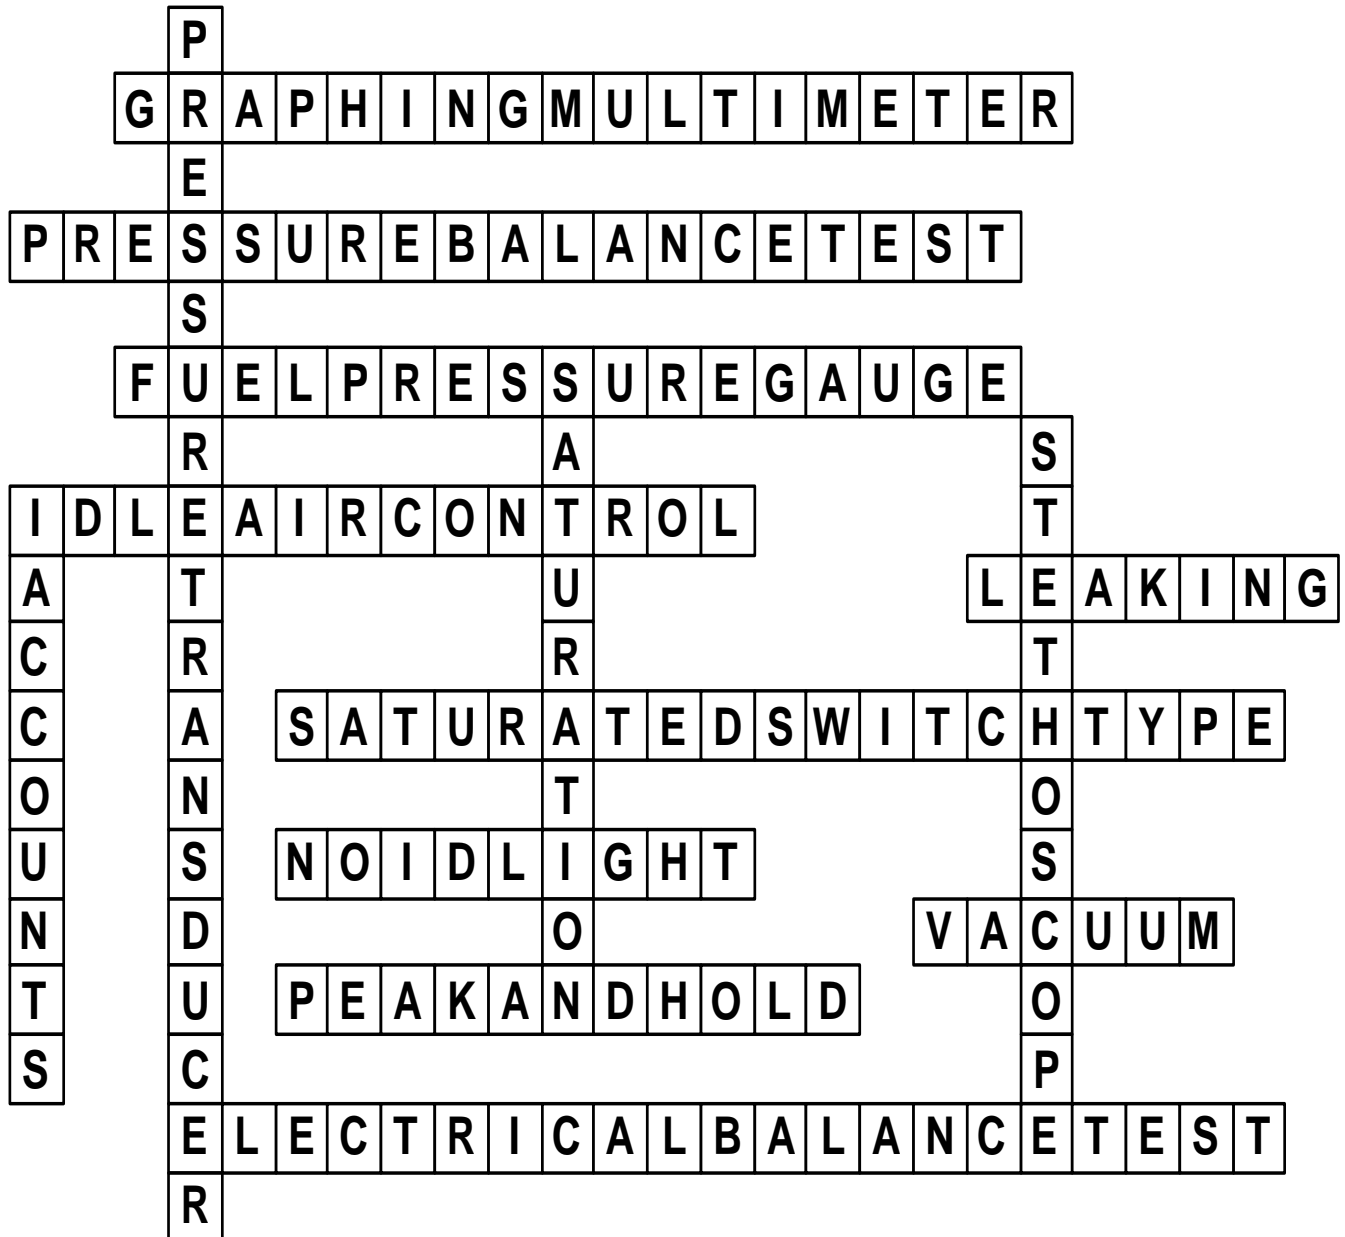 P
GRAPHINGMULTIMETER
E
PRESSUREBALANCETEST
S
FUELPRESSUREGAUGE
R A S
IDLEAIRCONTROL T
A T U LEAKING
C R R T
C A SATURATEDSWITCHTYPE
O N T O
U S NOIDLIGHT S
N D O VACUUM
T U PEAKANDHOLD O
S C P
ELECTRICALBALANCETEST
R